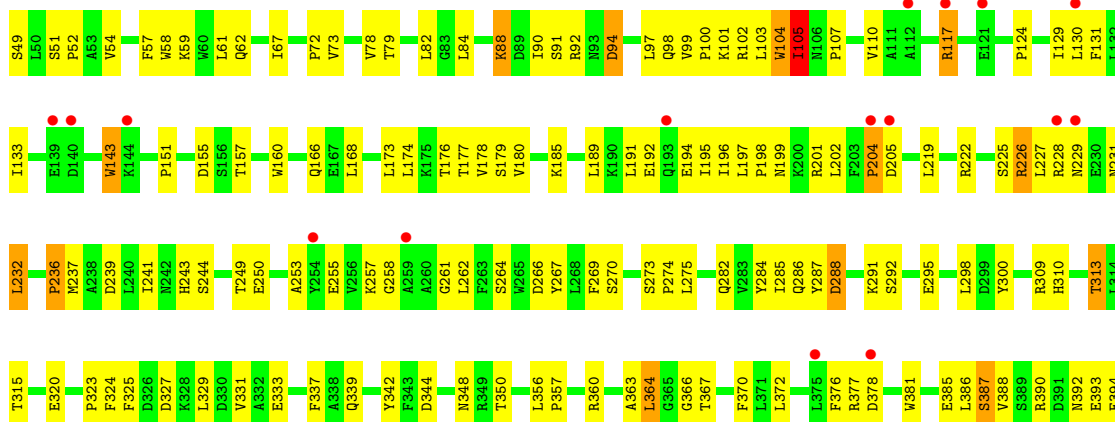 S49 L50 S51 P52 A53 V54 F57 W58 K59 W60 L61 Q62 I67 P72 V73 V78 T79 L82 G83 L84 K88 D89 I90 S91 R92 N93 D94 L97 Q98 V99 P100 K101 R102 L103 W104 I105 N106 P107 V110 A111 A112 R117 E121 P124 I129 L130 F131 L132
I133 E139 D140 W143 K144 P151 D155 S156 T157 W160 Q166 E167 L168 L173 L174 K175 T176 T177 V178 S179 V180 K185 L189 K190 L191 E192 Q193 E194 I195 I196 L197 P198 N199 K200 R201 L202 F203 P204 D205 L219 R222 S225 R226 L227 R228 N229 E230 N231
L232 P236 M237 A238 D239 L240 I241 N242 H243 S244 T249 E250 A253 Y254 E255 V256 K257 G258 A259 A260 G261 L262 F263 S264 W265 D266 Y267 L268 F269 S270 S273 P274 L275 Q282 V283 Y284 I285 Q286 Y287 D288 K291 S292 E295 L298 D299 Y300 R309 H310 T313 L314
T315 E320 P323 F324 F325 D326 D327 K328 L329 D330 V331 A332 E333 F337 A338 Q339 Y342 F343 D344 N348 R349 T350 L356 P357 R360 A363 L364 G365 G366 T367 F370 L371 L372 L375 F376 R377 D378 W381 E385 L386 S387 V388 S389 R390 D391 N392 E393 E394